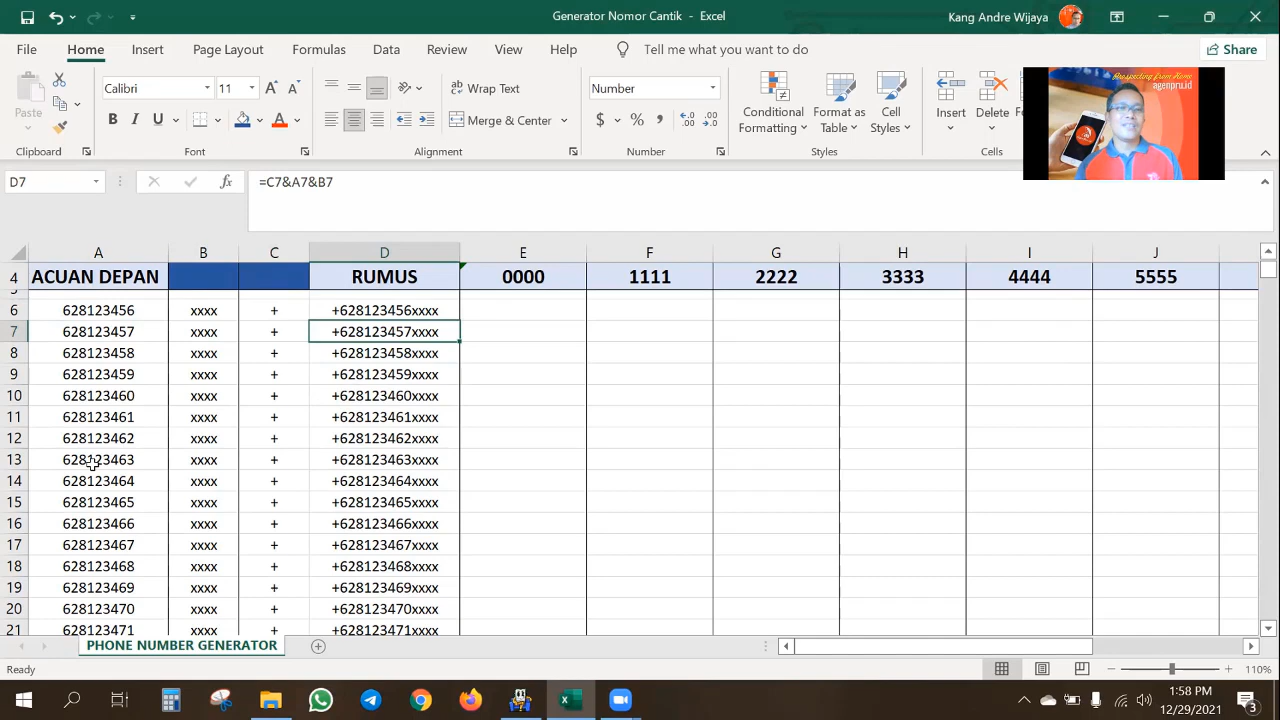 Generator Nomor Cantik - Excel
Kang Andre Wijaya
File Home Insert Page Layout Formulas Data Review View Help Tell me what you want to do Share
Paste
Clipboard
Calibri 11
B I U
Font
Wrap Text
Merge & Center
Alignment
Number
$ % ,
Number
Conditional Formatting
Format as Table
Cell Styles
Styles
Insert
Delete
Cells
Prospecting from Home
agenpru.id
D7
fx
=C7&A7&B7
A B C D E F G H I J
4 ACUAN DEPAN RUMUS 0000 1111 2222 3333 4444 5555
6 628123456 xxxx + +628123456xxxx
7 628123457 xxxx + +628123457xxxx
8 628123458 xxxx + +628123458xxxx
9 628123459 xxxx + +628123459xxxx
10 628123460 xxxx + +628123460xxxx
11 628123461 xxxx + +628123461xxxx
12 628123462 xxxx + +628123462xxxx
13 628123463 xxxx + +628123463xxxx
14 628123464 xxxx + +628123464xxxx
15 628123465 xxxx + +628123465xxxx
16 628123466 xxxx + +628123466xxxx
17 628123467 xxxx + +628123467xxxx
18 628123468 xxxx + +628123468xxxx
19 628123469 xxxx + +628123469xxxx
20 628123470 xxxx + +628123470xxxx
21 628123471 xxxx + +628123471xxxx
PHONE NUMBER GENERATOR
Ready
110%
1:58 PM
12/29/2021
3